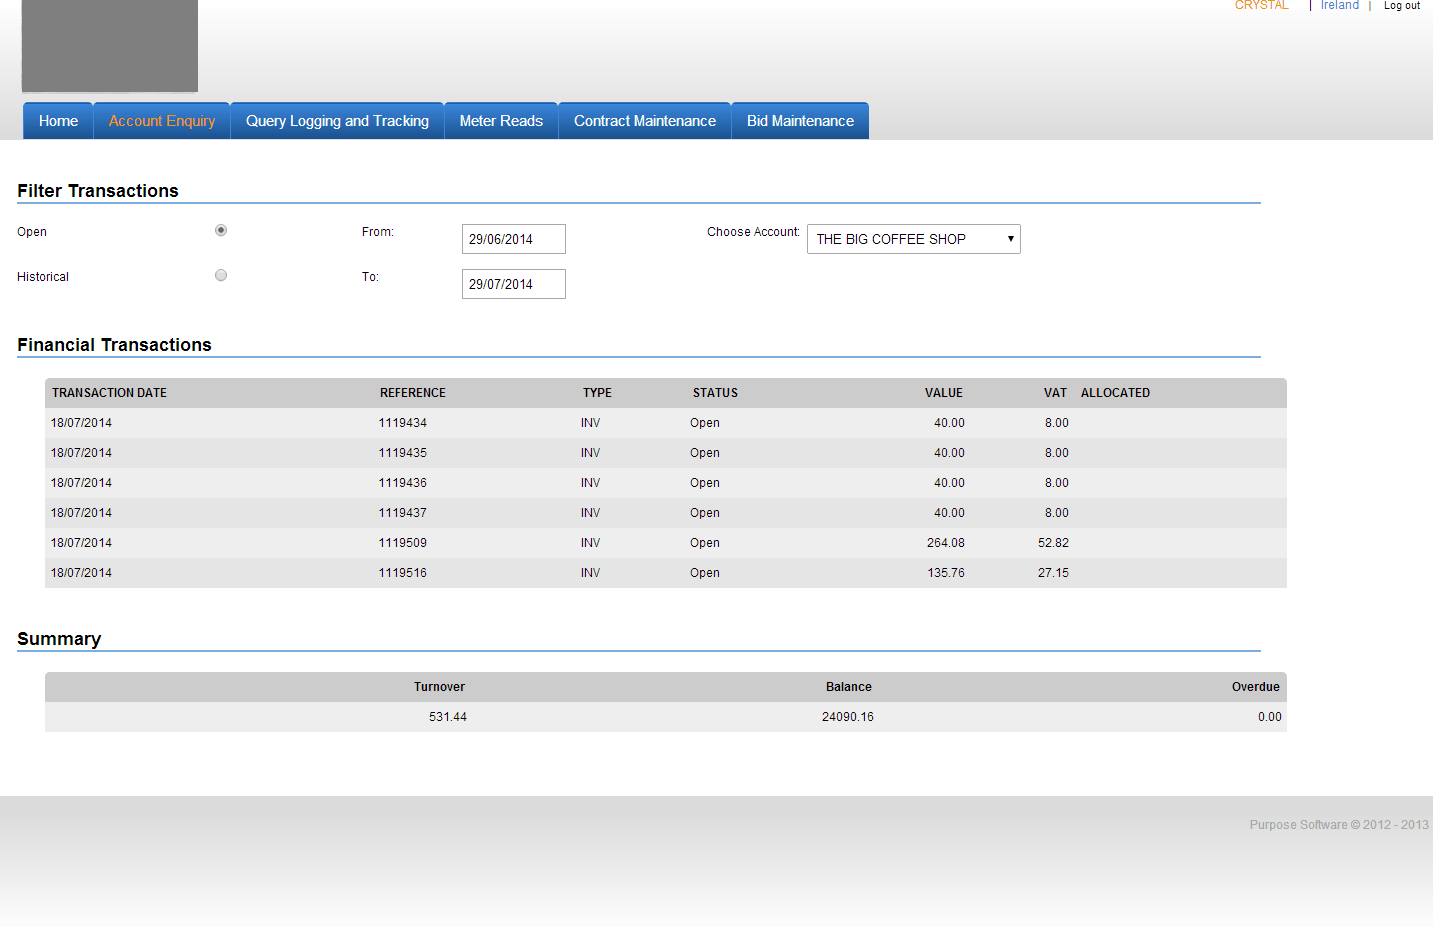 CRYSTAL | Ireland | Log out
Home Account Enquiry Query Logging and Tracking Meter Reads Contract Maintenance Bid Maintenance
Filter Transactions
Open From: 29/06/2014 Choose Account: THE BIG COFFEE SHOP
Historical To: 29/07/2014
Financial Transactions
TRANSACTION DATE REFERENCE TYPE STATUS VALUE VAT ALLOCATED
18/07/2014 1119434 INV Open 40.00 8.00
18/07/2014 1119435 INV Open 40.00 8.00
18/07/2014 1119436 INV Open 40.00 8.00
18/07/2014 1119437 INV Open 40.00 8.00
18/07/2014 1119509 INV Open 264.08 52.82
18/07/2014 1119516 INV Open 135.76 27.15
Summary
Turnover Balance Overdue
531.44 24090.16 0.00
Purpose Software © 2012 - 2013